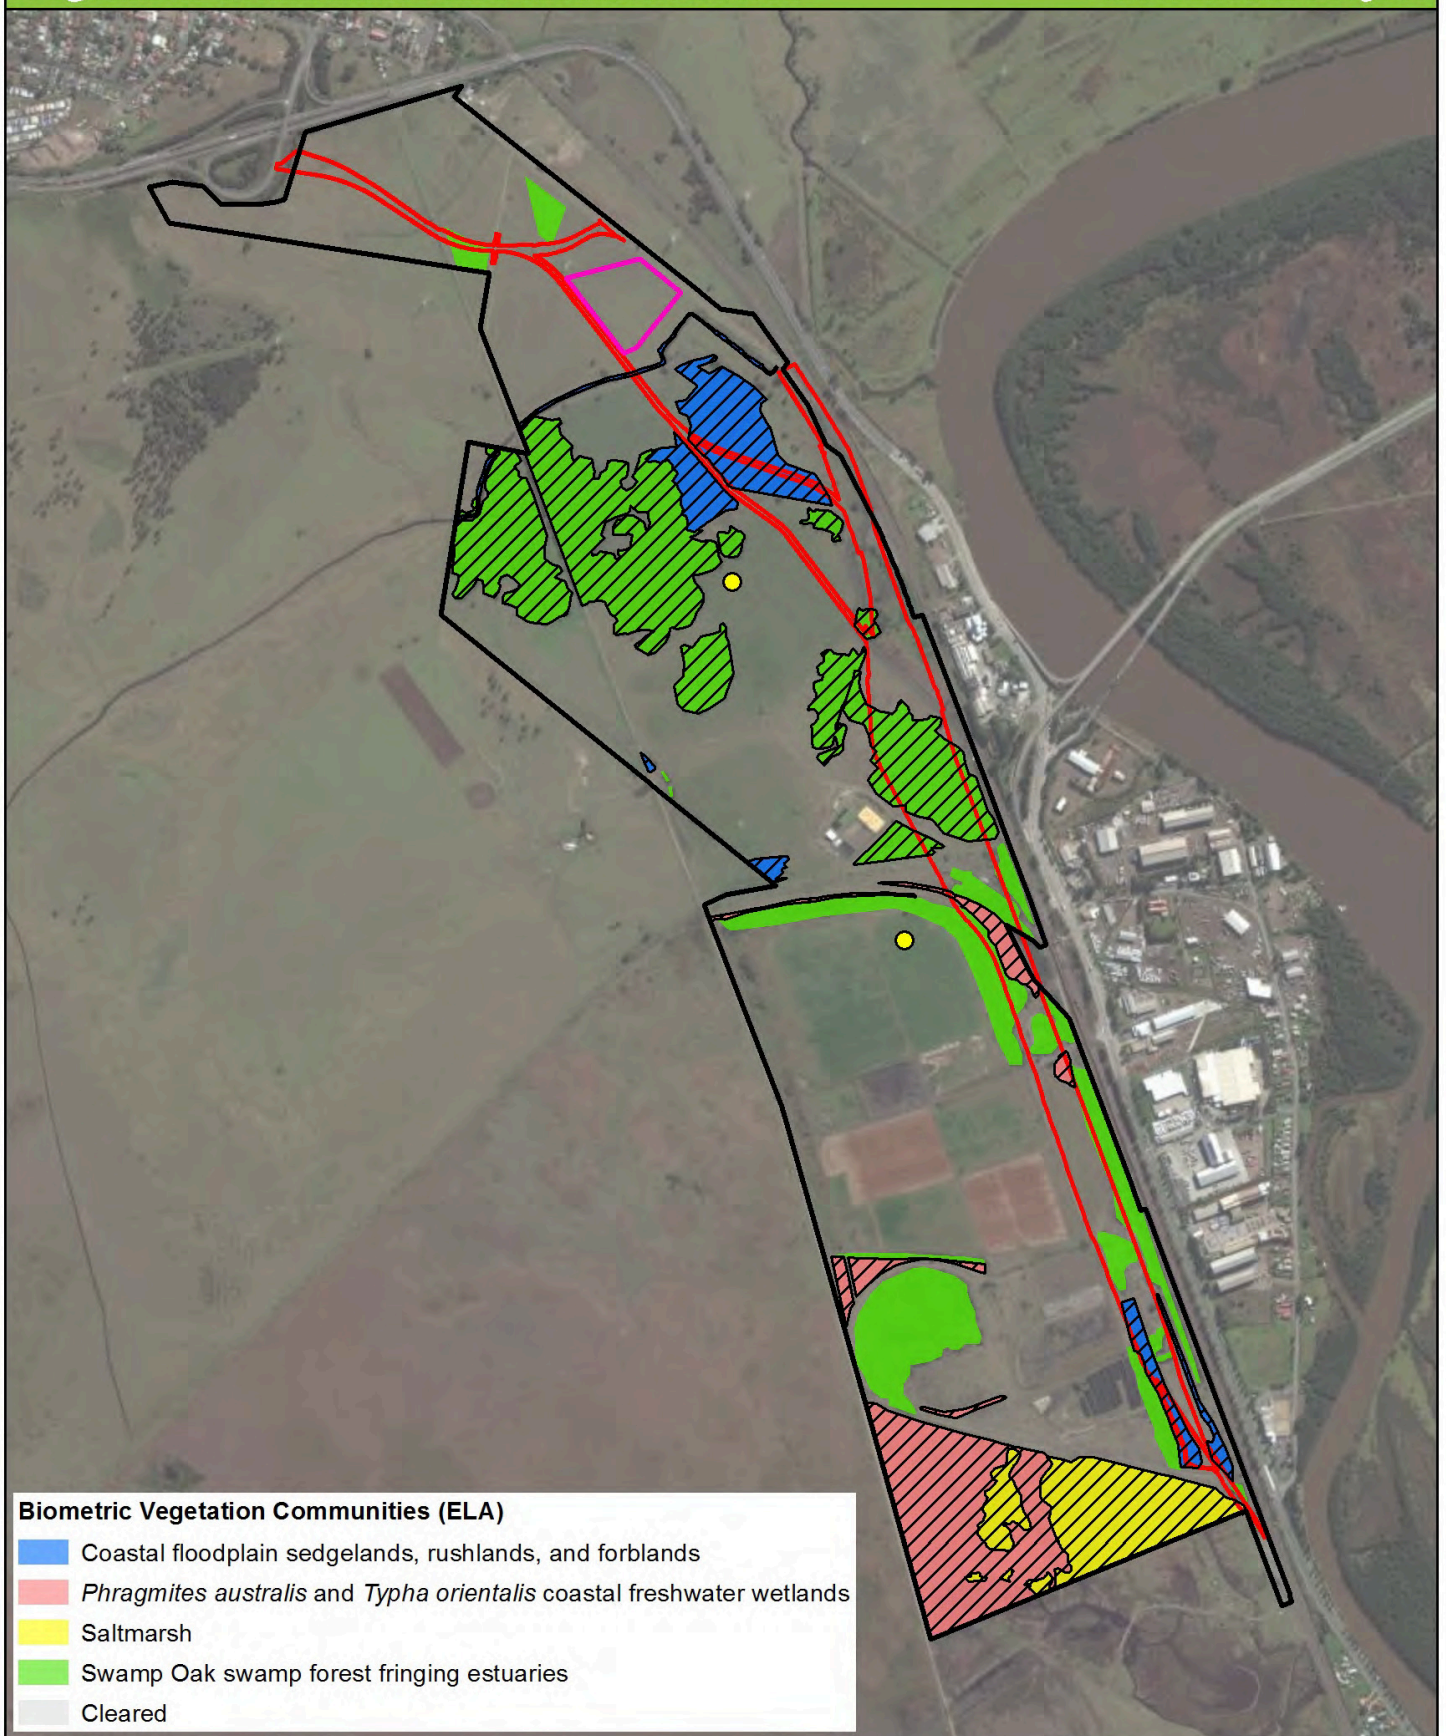 Biometric Vegetation Communities (ELA)
Coastal floodplain sedgelands, rushlands, and forblands
Phragmites australis and Typha orientalis coastal freshwater wetlands
Saltmarsh
Swamp Oak swamp forest fringing estuaries
Cleared